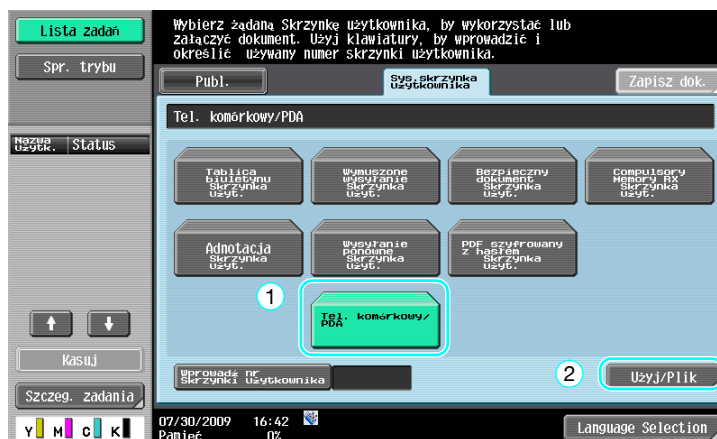 Lista zadań
Spr. trybu
Nazwa użytk.
Status
Kasuj
Szczeg. zadania
Y M C K
Wybierz żądaną Skrzynkę użytkownika, by wykorzystać lub
załączyć dokument. Użyj klawiatury, by wprowadzić i
określić używany numer skrzynki użytkownika.
Publ.
Sys.skrzynka
użytkownika
Zapisz dok.
Tel. komórkowy/PDA
Tablica
biuletynu
Skrzynka
użyt.
Wymuszone
wysyłanie
Skrzynka
użyt.
Bezpieczny
dokument
Skrzynka
użyt.
Compulsory
Memory RX
Skrzynka
użyt.
Adnotacja
Skrzynka
użyt.
Wysyłanie
ponowne
Skrzynka
użyt.
PDF szyfrowany
z hasłem
Skrzynka
użyt.
1
Tel. komórkowy/
PDA
Wprowadź nr
Skrzynki użytkownika
2
Użyj/Plik
07/30/2009 16:42
Pamięć 0%
Language Selection